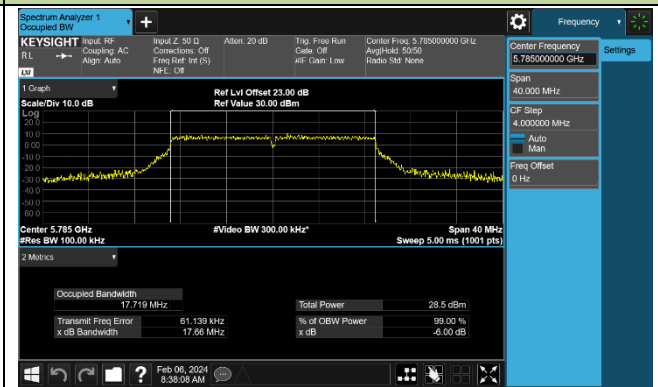 Spectrum Analyzer 1
Occupied BW
Frequency
KEYSIGHT
RL
LXI
Input: RF
Coupling: AC
Align: Auto
Input Z: 50 Ω
Corrections: Off
Freq Ref: Int (S)
NFE: Off
Atten: 20 dB
Trig: Free Run
Gate: Off
#IF Gain: Low
Center Freq: 5.785000000 GHz
Avg|Hold: 50/50
Radio Std: None
Center Frequency
5.785000000 GHz
Settings
Span
40.000 MHz
CF Step
4.000000 MHz
Auto
Man
Freq Offset
0 Hz
1 Graph
Scale/Div 10.0 dB
Ref Lvl Offset 23.00 dB
Ref Value 30.00 dBm
Log
20.0
10.0
0.00
-10.0
-20.0
-30.0
-40.0
-50.0
-60.0
Center 5.785 GHz
#Res BW 100.00 kHz
#Video BW 300.00 kHz*
Span 40 MHz
Sweep 5.00 ms (1001 pts)
2 Metrics
Occupied Bandwidth
17.719 MHz
Total Power 28.5 dBm
Transmit Freq Error 61.139 kHz
% of OBW Power 99.00 %
x dB Bandwidth 17.66 MHz
x dB -6.00 dB
?
Feb 06, 2024
8:38:08 AM